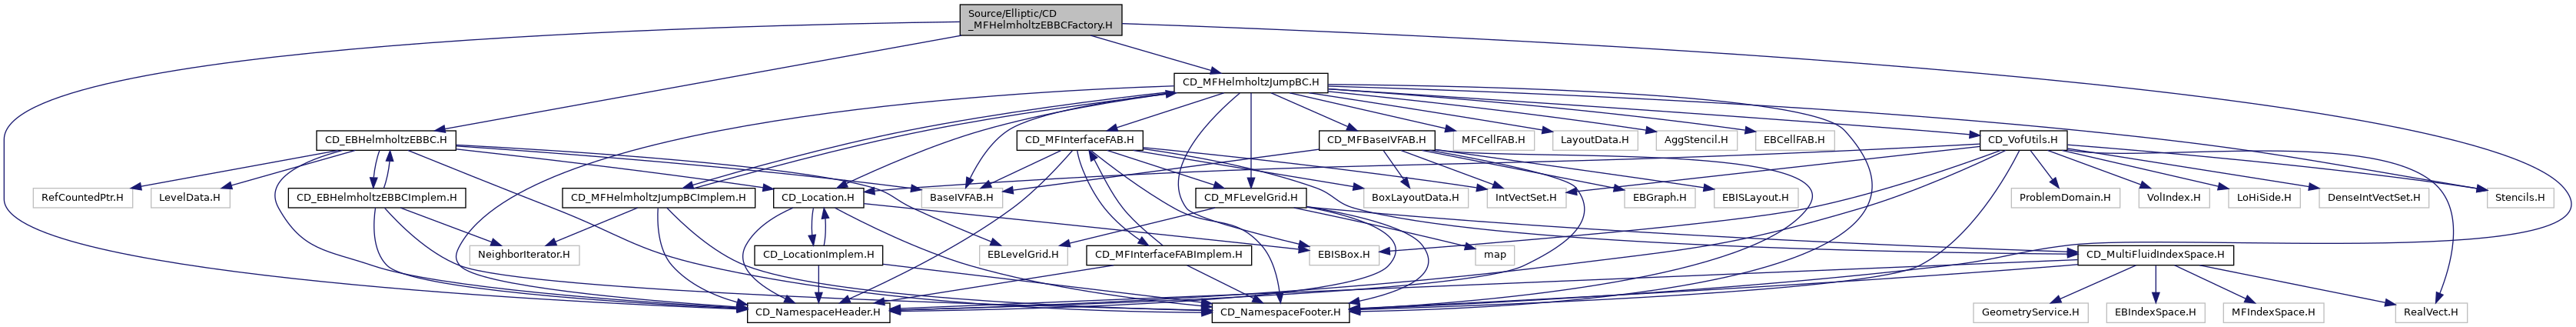 Source/Elliptic/CD
_MFHelmholtzEBBCFactory.H
CD_MFHelmholtzJumpBC.H
CD_EBHelmholtzEBBC.H
CD_MFInterfaceFAB.H
CD_MFBaseIVFAB.H
MFCellFAB.H
LayoutData.H
AggStencil.H
EBCellFAB.H
CD_VofUtils.H
RefCountedPtr.H
LevelData.H
CD_EBHelmholtzEBBCImplem.H
CD_MFHelmholtzJumpBCImplem.H
CD_Location.H
BaseIVFAB.H
CD_MFLevelGrid.H
BoxLayoutData.H
IntVectSet.H
EBGraph.H
EBISLayout.H
ProblemDomain.H
VolIndex.H
LoHiSide.H
DenseIntVectSet.H
Stencils.H
NeighborIterator.H
CD_LocationImplem.H
EBLevelGrid.H
CD_MFInterfaceFABImplem.H
EBISBox.H
map
CD_MultiFluidIndexSpace.H
CD_NamespaceHeader.H
CD_NamespaceFooter.H
GeometryService.H
EBIndexSpace.H
MFIndexSpace.H
RealVect.H